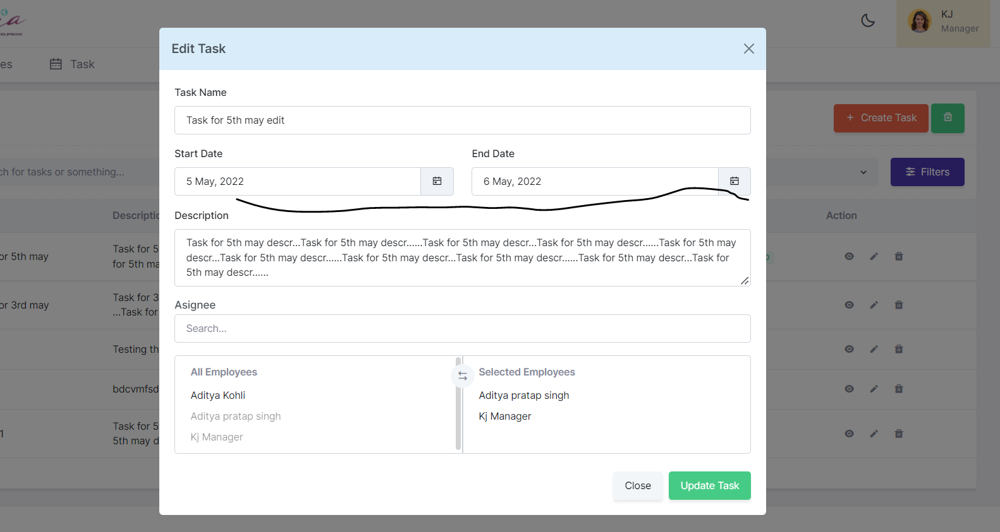 KJ
Manager
Edit Task
es
Task
Task Name
Task for 5th may edit
+ Create Task
Start Date
End Date
ch for tasks or something...
5 May, 2022
6 May, 2022
Filters
Description
Descriptio
Action
Task for 5th may descr...Task for 5th may descr......Task for 5th may descr...Task for 5th may descr......Task for 5th may
descr...Task for 5th may descr......Task for 5th may descr...Task for 5th may descr......Task for 5th may descr...Task for
5th may descr......
or 5th may
Task for 5
for 5th ma
or 3rd may
Task for 3
...Task for
Asignee
Search...
Testing th
All Employees
Selected Employees
Aditya Kohli
Aditya pratap singh
Kj Manager
Aditya pratap singh
Kj Manager
bdcvmfsd
1
Task for 5
5th may d
Close
Update Task